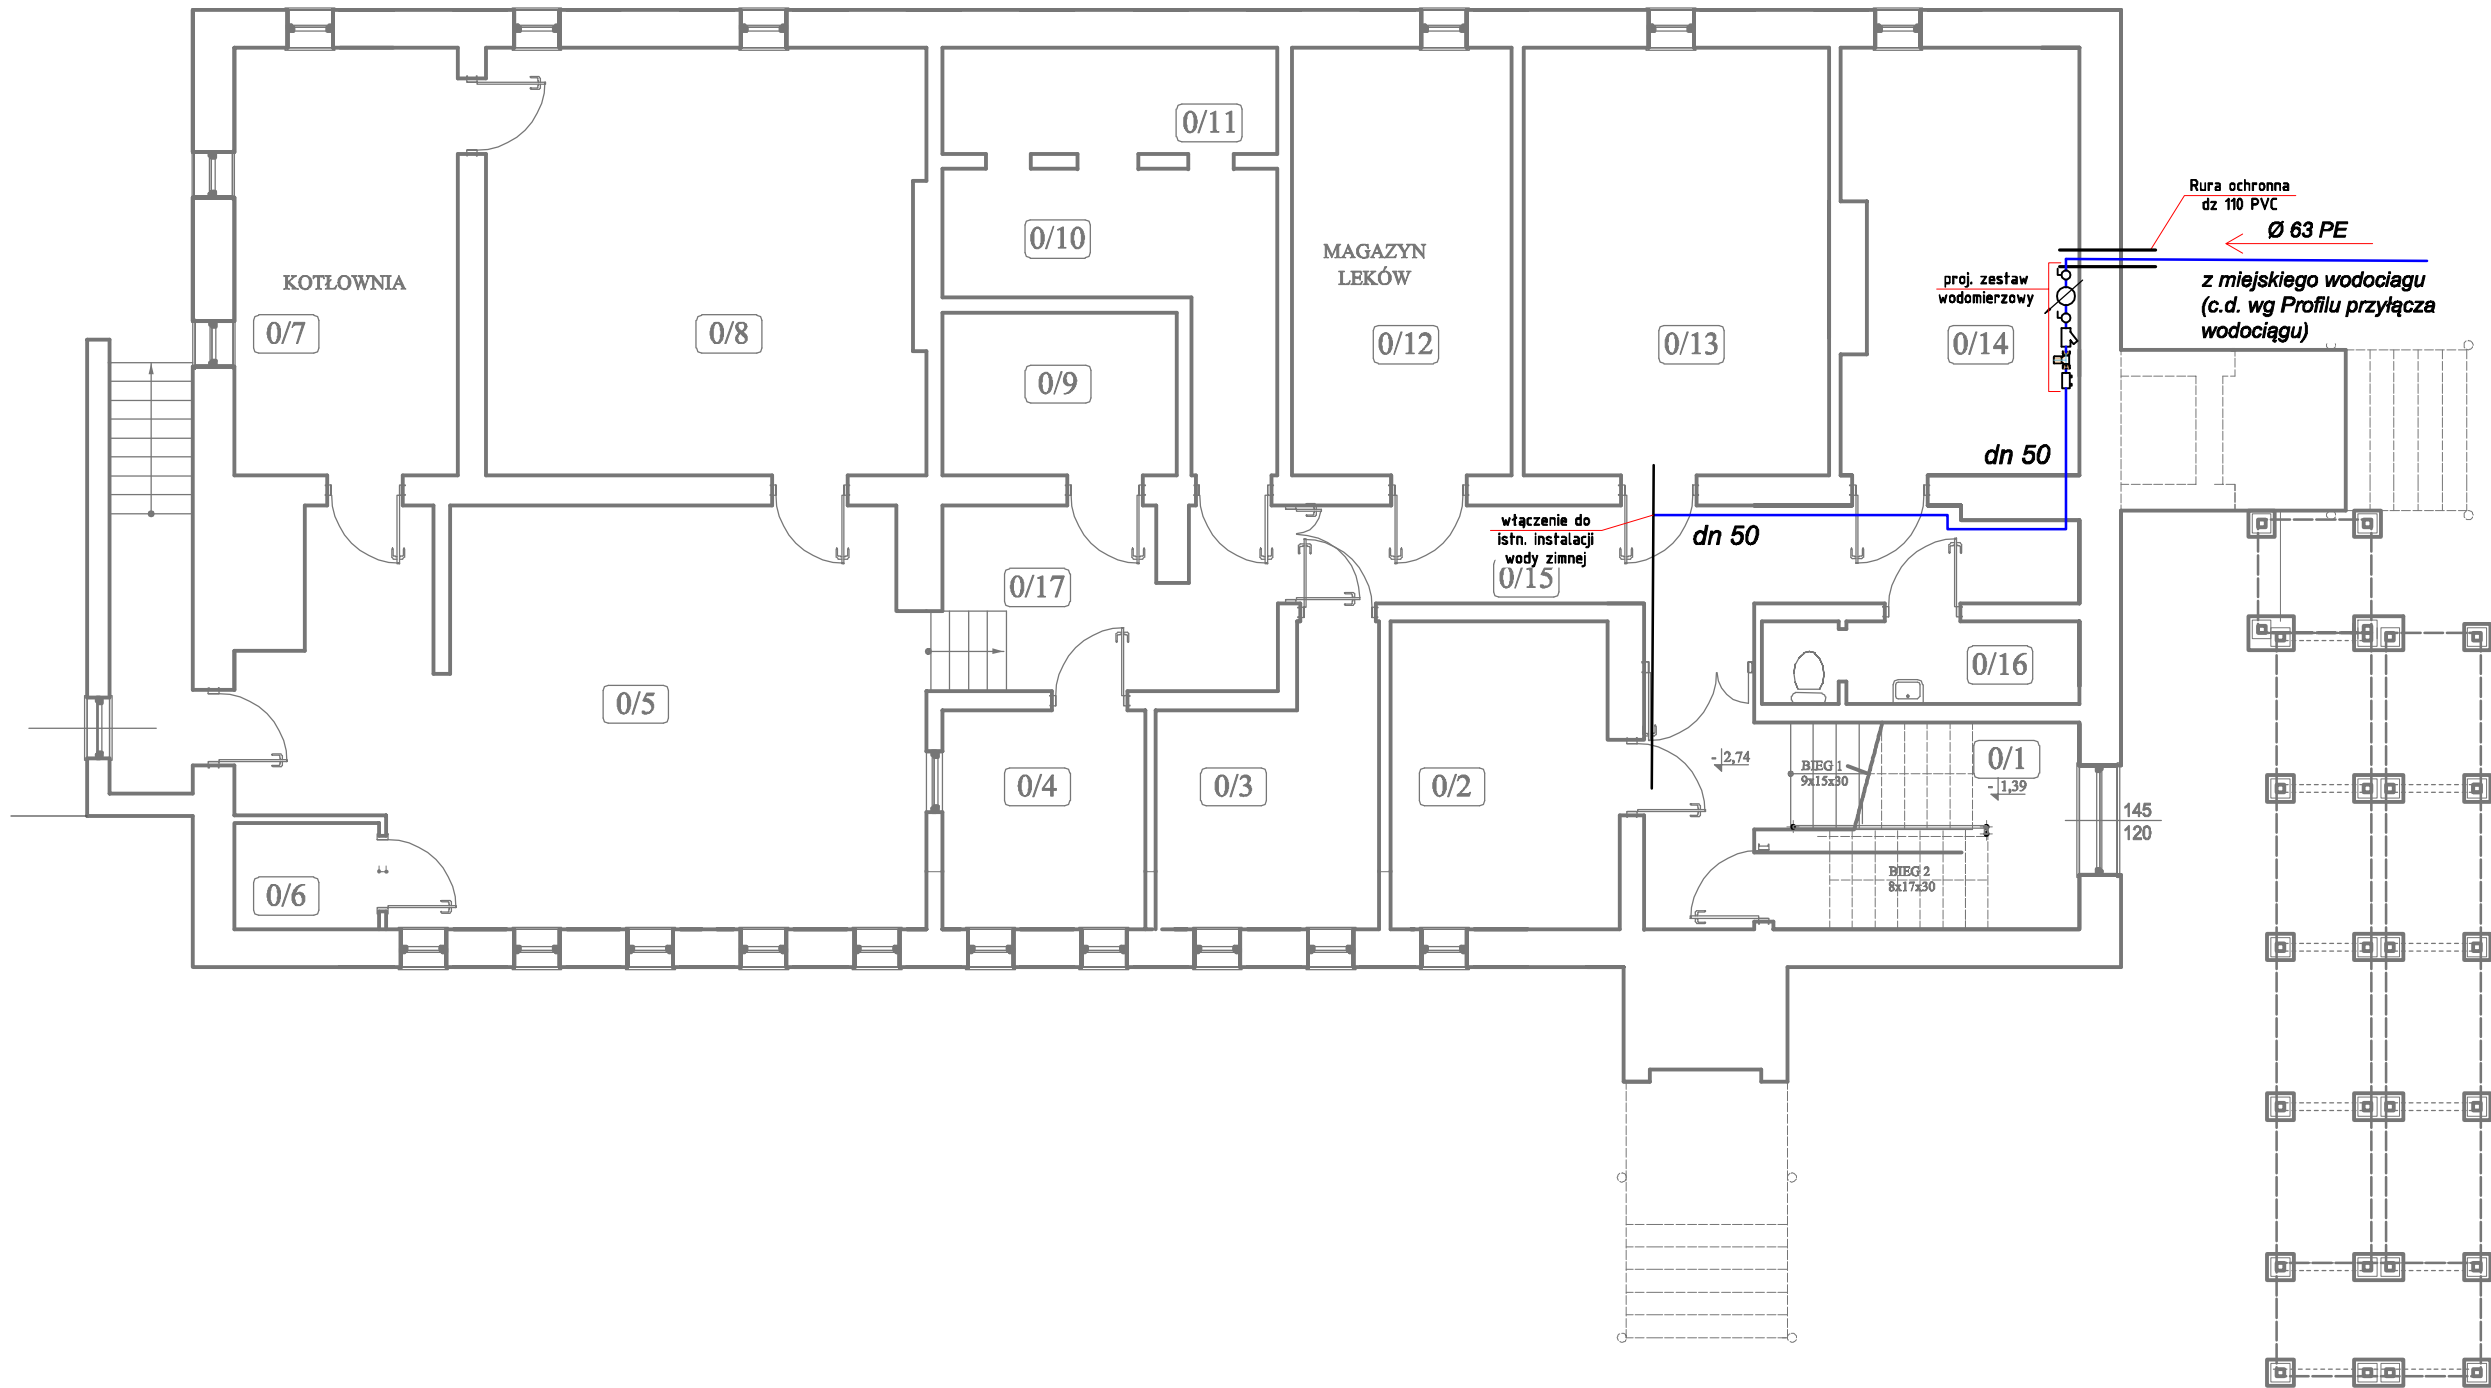 0/11
Rura ochronna
dz 110 PVC
Ø 63 PE
0/10
MAGAZYN
LEKÓW
KOTŁOWNIA
proj. zestaw
wodomierzowy
z miejskiego wodociagu
(c.d. wg Profilu przyłącza
wodociągu)
0/7
0/8
0/12
0/13
0/14
0/9
dn 50
włączenie do
istn. instalacji
wody zimnej
dn 50
0/17
0/15
0/16
0/5
- 2,74
BIEG 1
9x15x30
0/1
- 1,39
0/4
0/3
0/2
145
120
0/6
BIEG 2
8x17x30